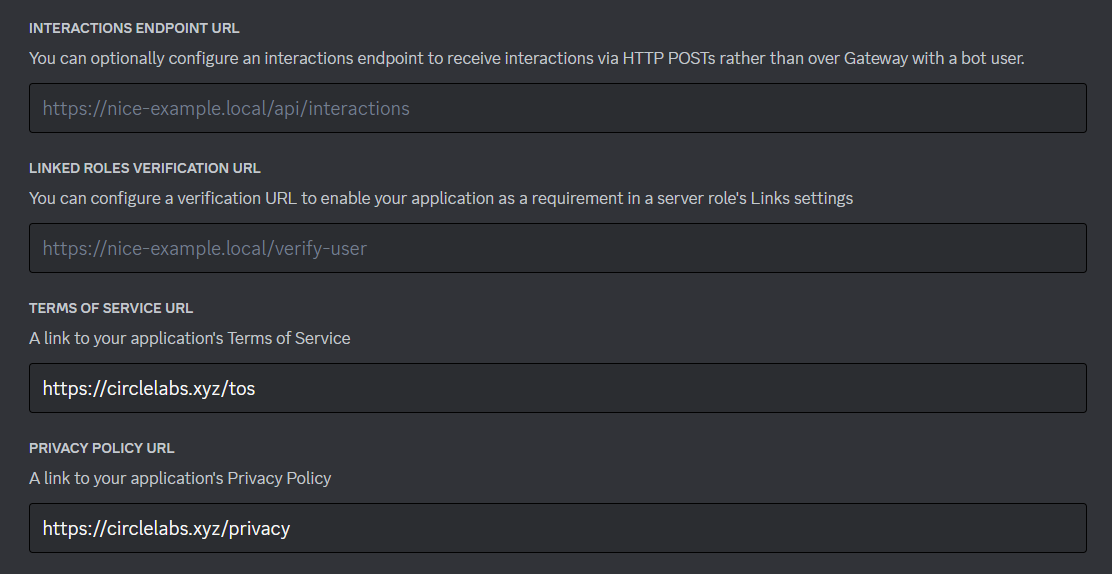 INTERACTIONS ENDPOINT URL
You can optionally configure an interactions endpoint to receive interactions via HTTP POSTs rather than over Gateway with a bot user.
https://nice-example.local/api/interactions
LINKED ROLES VERIFICATION URL
You can configure a verification URL to enable your application as a requirement in a server role's Links settings
https://nice-example.local/verify-user
TERMS OF SERVICE URL
A link to your application's Terms of Service
https://circlelabs.xyz/tos
PRIVACY POLICY URL
A link to your application's Privacy Policy
https://circlelabs.xyz/privacy